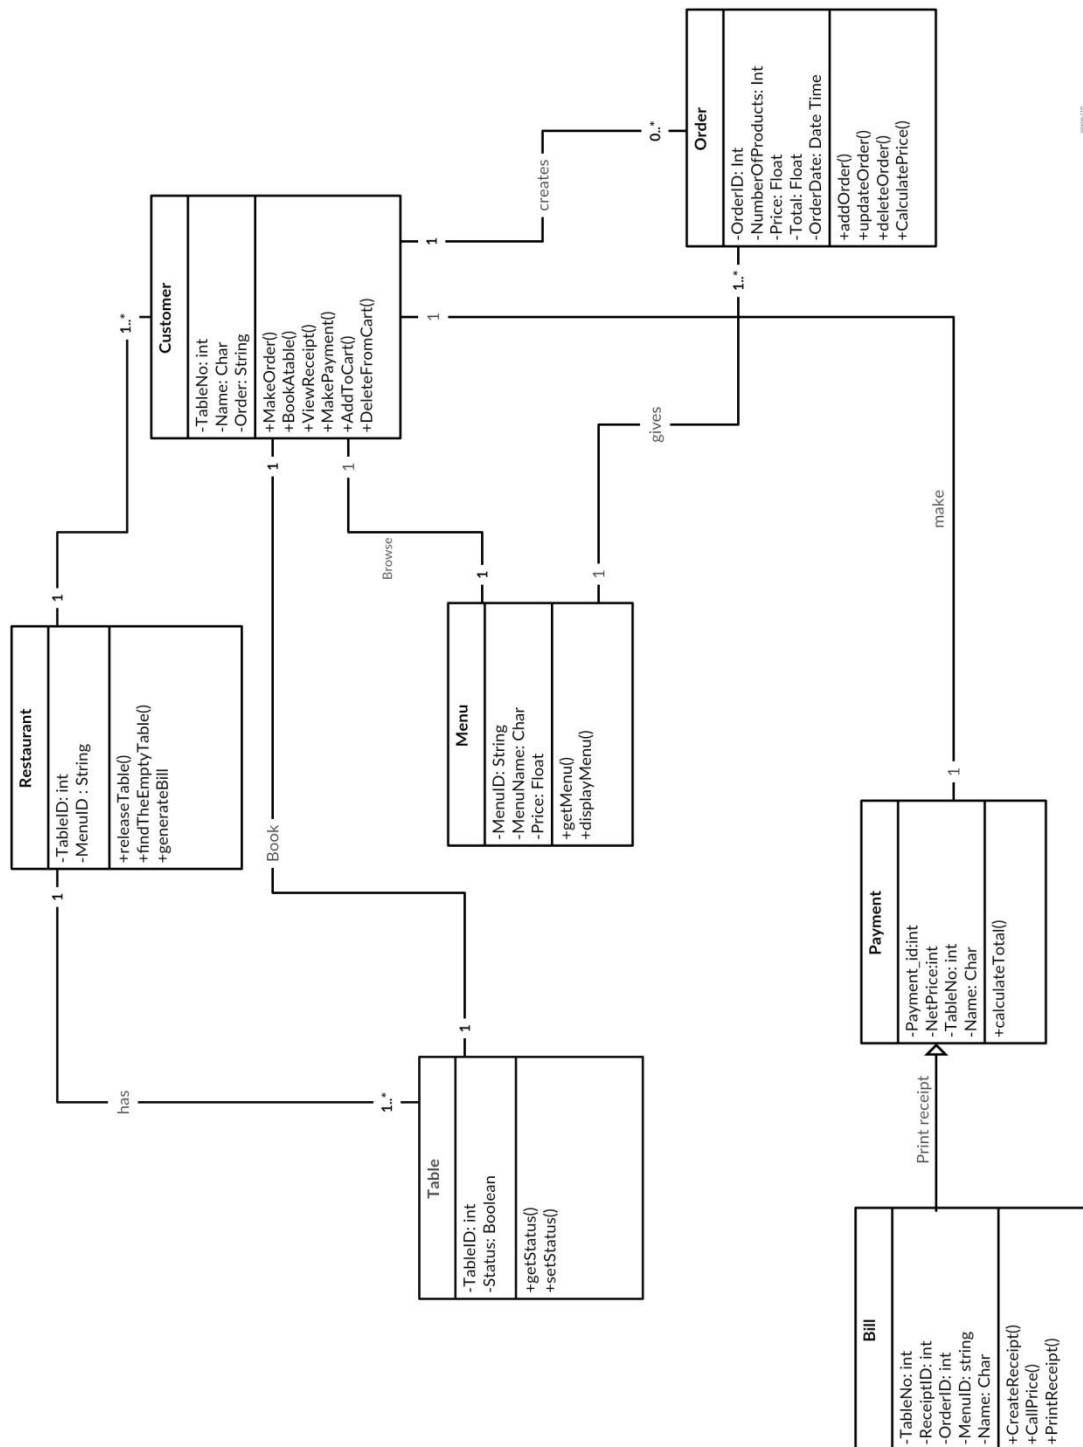 Restaurant
-TableID: int
-MenuID : String
+releaseTable()
+findTheEmptyTable()
+generateBill
1
1
1..*
has
1..*
Customer
-TableNo: int
-Name: Char
-Order: String
+MakeOrder()
+BookAtable()
+ViewReceipt()
+MakePayment()
+AddToCart()
+DeleteFromCart()
1
1
1
1
Book
1
Browse
1
creates
0..*
Table
-TableID: int
-Status: Boolean
+getStatus()
+setStatus()
Menu
-MenuID: String
-MenuName: Char
-Price: Float
+getMenu()
+displayMenu()
1
gives
1..*
Order
-OrderID: Int
-NumberOfProducts: Int
-Price: Float
-Total: Float
-OrderDate: Date Time
+addOrder()
+updateOrder()
+deleteOrder()
+CalculatePrice()
make
1
Bill
-TableNo: int
-ReceiptID: int
-OrderID: int
-MenuID: string
-Name: Char
+CreateReceipt()
+CallPrice()
+PrintReceipt()
Print receipt
Payment
-Payment_id:int
-NetPrice:int
-TableNo: int
-Name: Char
+calculateTotal()